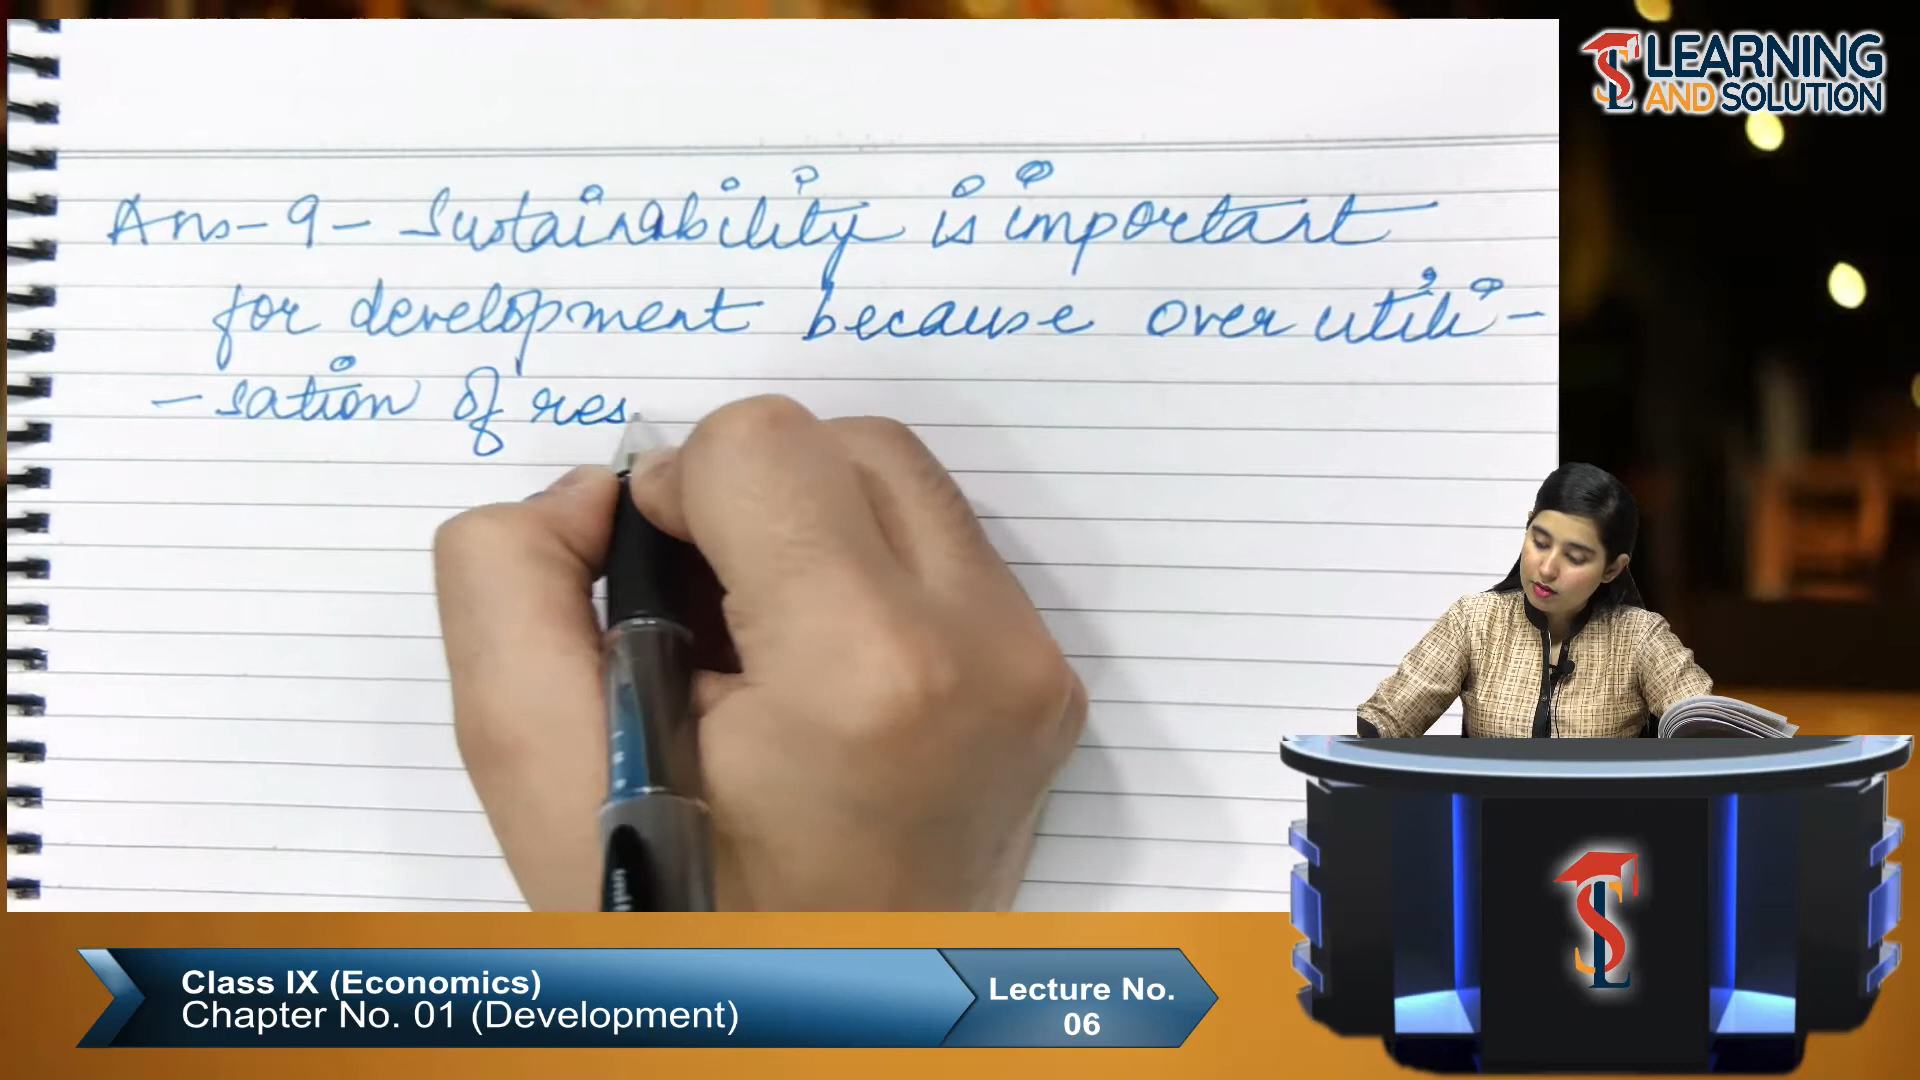 LEARNING
AND SOLUTION
Ans-9- Sustainability is important
for development because over utili-
-sation of res
Class IX (Economics)
Chapter No. 01 (Development)
Lecture No.
06